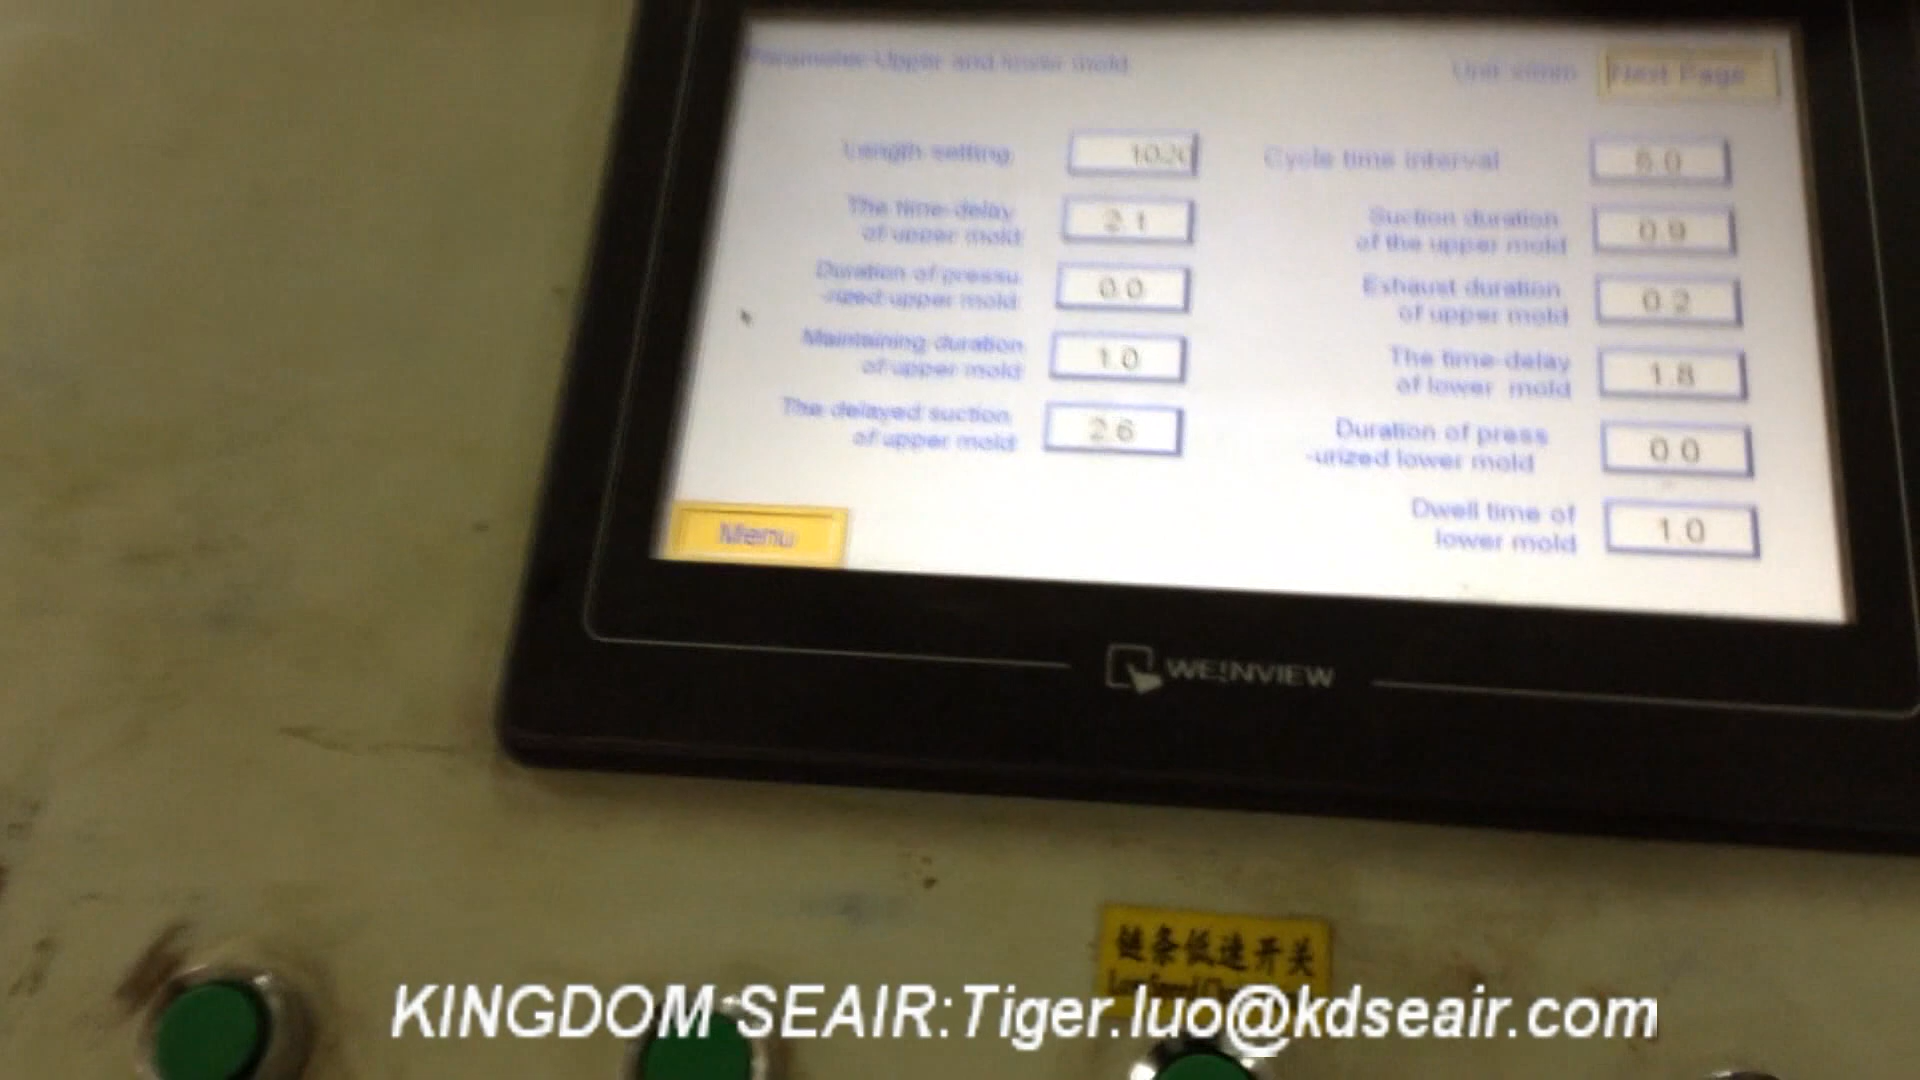 Parameter-Upper and lower mold
Next Page
Length setting
1020
Cycle time interval
The time-delay
of upper mold
2.1
Suction duration
of the upper mold
0.9
Duration of pressu
-rized upper mold
0.0
Exhaust duration
of upper mold
0.2
Maintaining duration
of upper mold
1.0
The time-delay
of lower mold
1.8
The delayed suction
of upper mold
2.6
Duration of press
-urized lower mold
0.0
Dwell time of
lower mold
1.0
Menu
WE!NVIEW
链条低速开关
KINGDOM SEAIR:Tiger.luo@kdseair.com